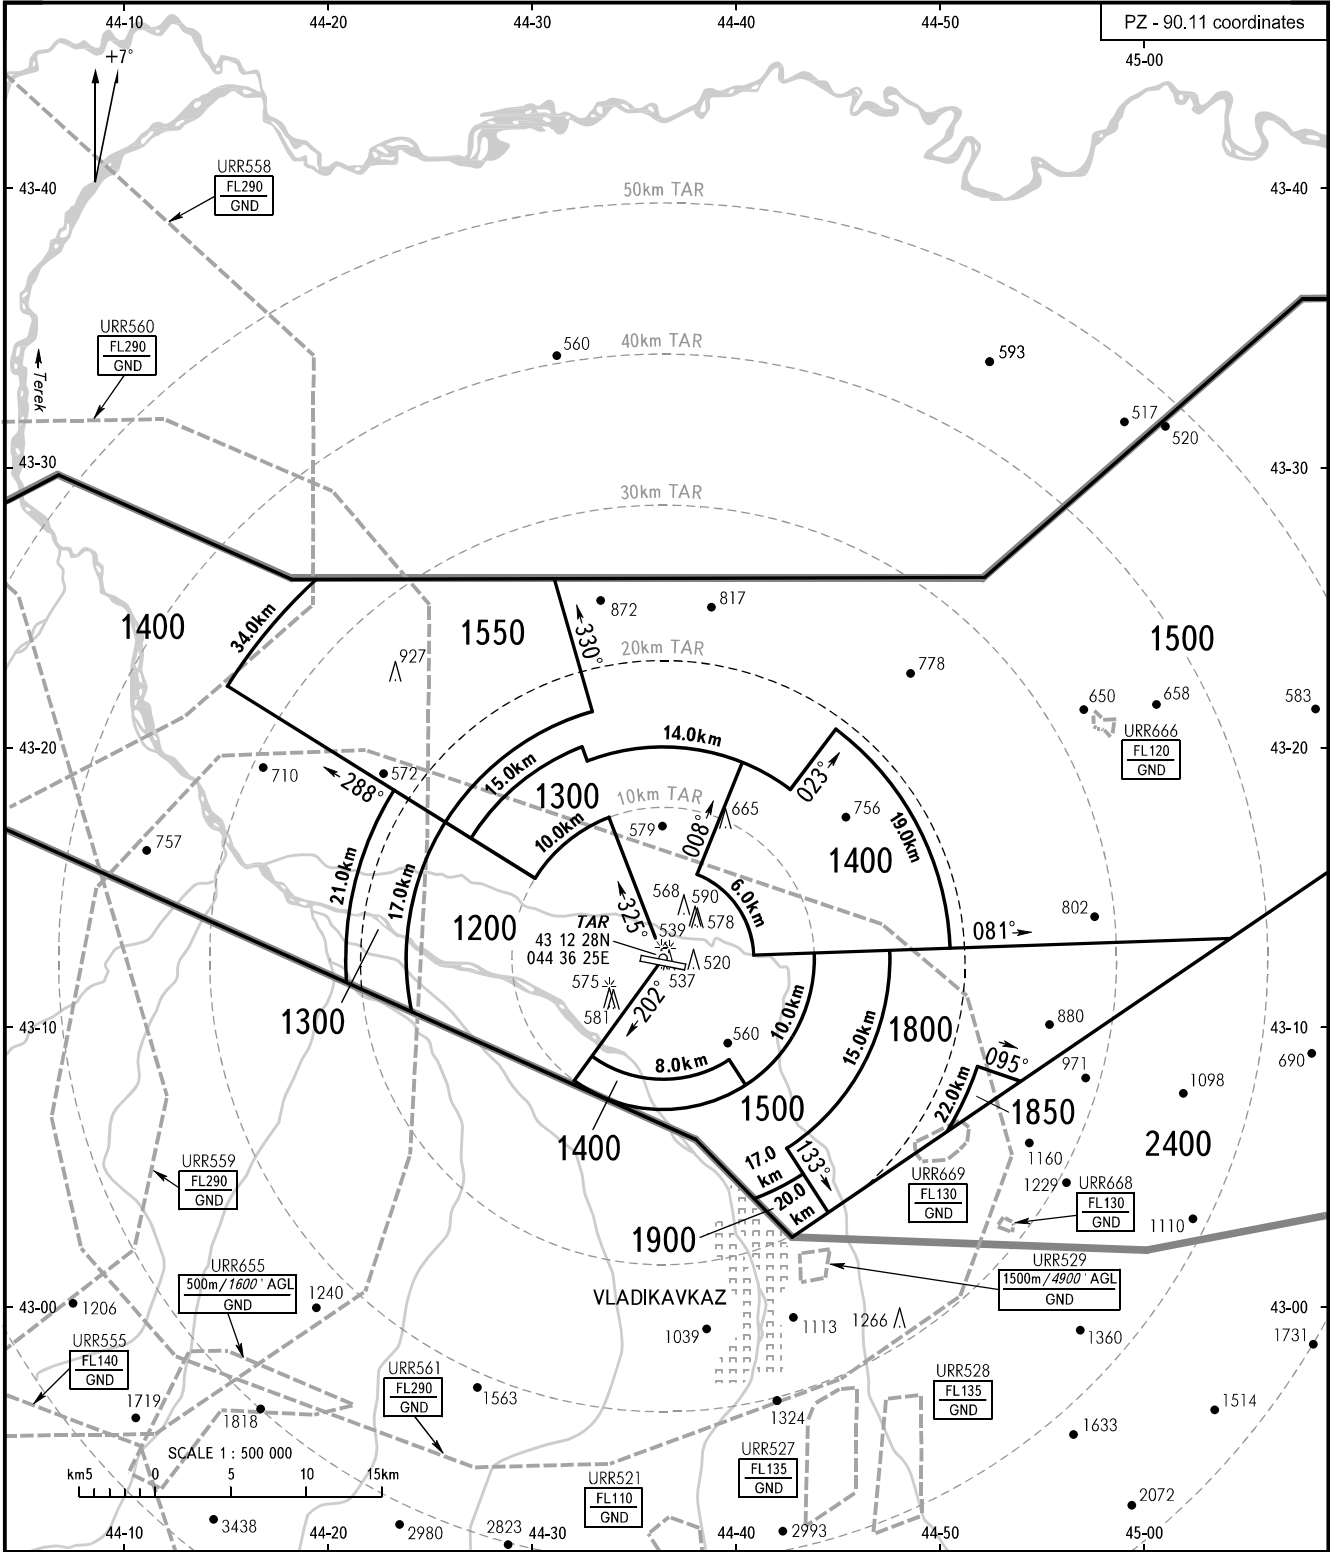 44-10
44-20
44-30
44-40
44-50
PZ - 90.11 coordinates
45-00
+7°
URR558
FL290
GND
43-40
50km TAR
43-40
URR560
FL290
GND
Terek
560
40km TAR
593
517
520
43-30
30km TAR
43-30
1400
34.0km
1550
330°
872
817
20km TAR
1500
927
778
650
658
583
URR666
FL120
GND
43-20
14.0km
43-20
710
572
288°
15.0km
1300
10km TAR
023°
10.0km
579
008°
665
756
19.0km
757
1400
21.0km
17.0km
325°
568
590
578
6.0km
802
1200
TAR
43 12 28N
044 36 25E
539
520
537
081°
575
581
202°
1300
560
10.0km
15.0km
1800
880
43-10
43-10
690
8.0km
095°
971
1098
22.0km
1850
1500
1400
2400
17.0
km
133°
1160
URR559
FL290
GND
20.0
km
URR669
FL130
GND
1229
URR668
FL130
GND
1110
1900
URR655
500m/1600' AGL
GND
URR529
1500m/4900' AGL
GND
1240
VLADIKAVKAZ
43-00
1206
43-00
1039
1113
1266
1360
1731
URR555
FL140
GND
URR561
FL290
GND
URR528
FL135
GND
1719
1818
1563
1324
1514
1633
SCALE 1 : 500 000
km5
0
5
10
15km
URR527
FL135
GND
URR521
FL110
GND
2072
3438
2980
2823
2993
44-10
44-20
44-30
44-40
44-50
45-00